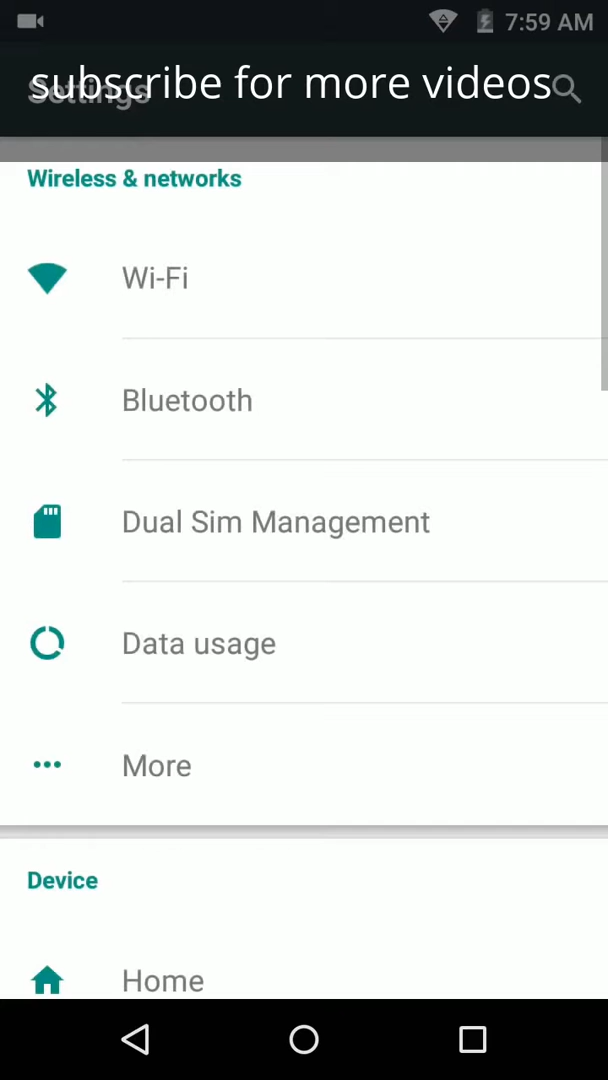 7:59 AM
subscribe for more videos
Settings
Wireless & networks
Wi-Fi
Bluetooth
Dual Sim Management
Data usage
More
Device
Home